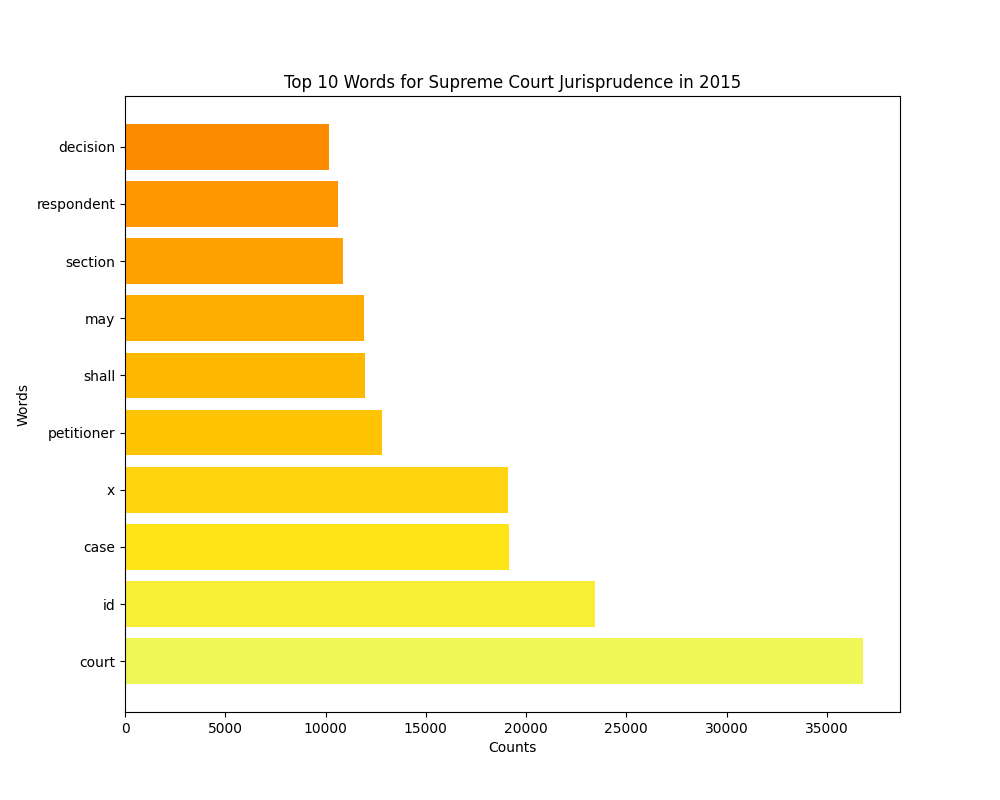 Top 10 Words for Supreme Court Jurisprudence in 2015
decision
respondent
section
may
shall
petitioner
x
case
id
court
Words
0 5000 10000 15000 20000 25000 30000 35000
Counts